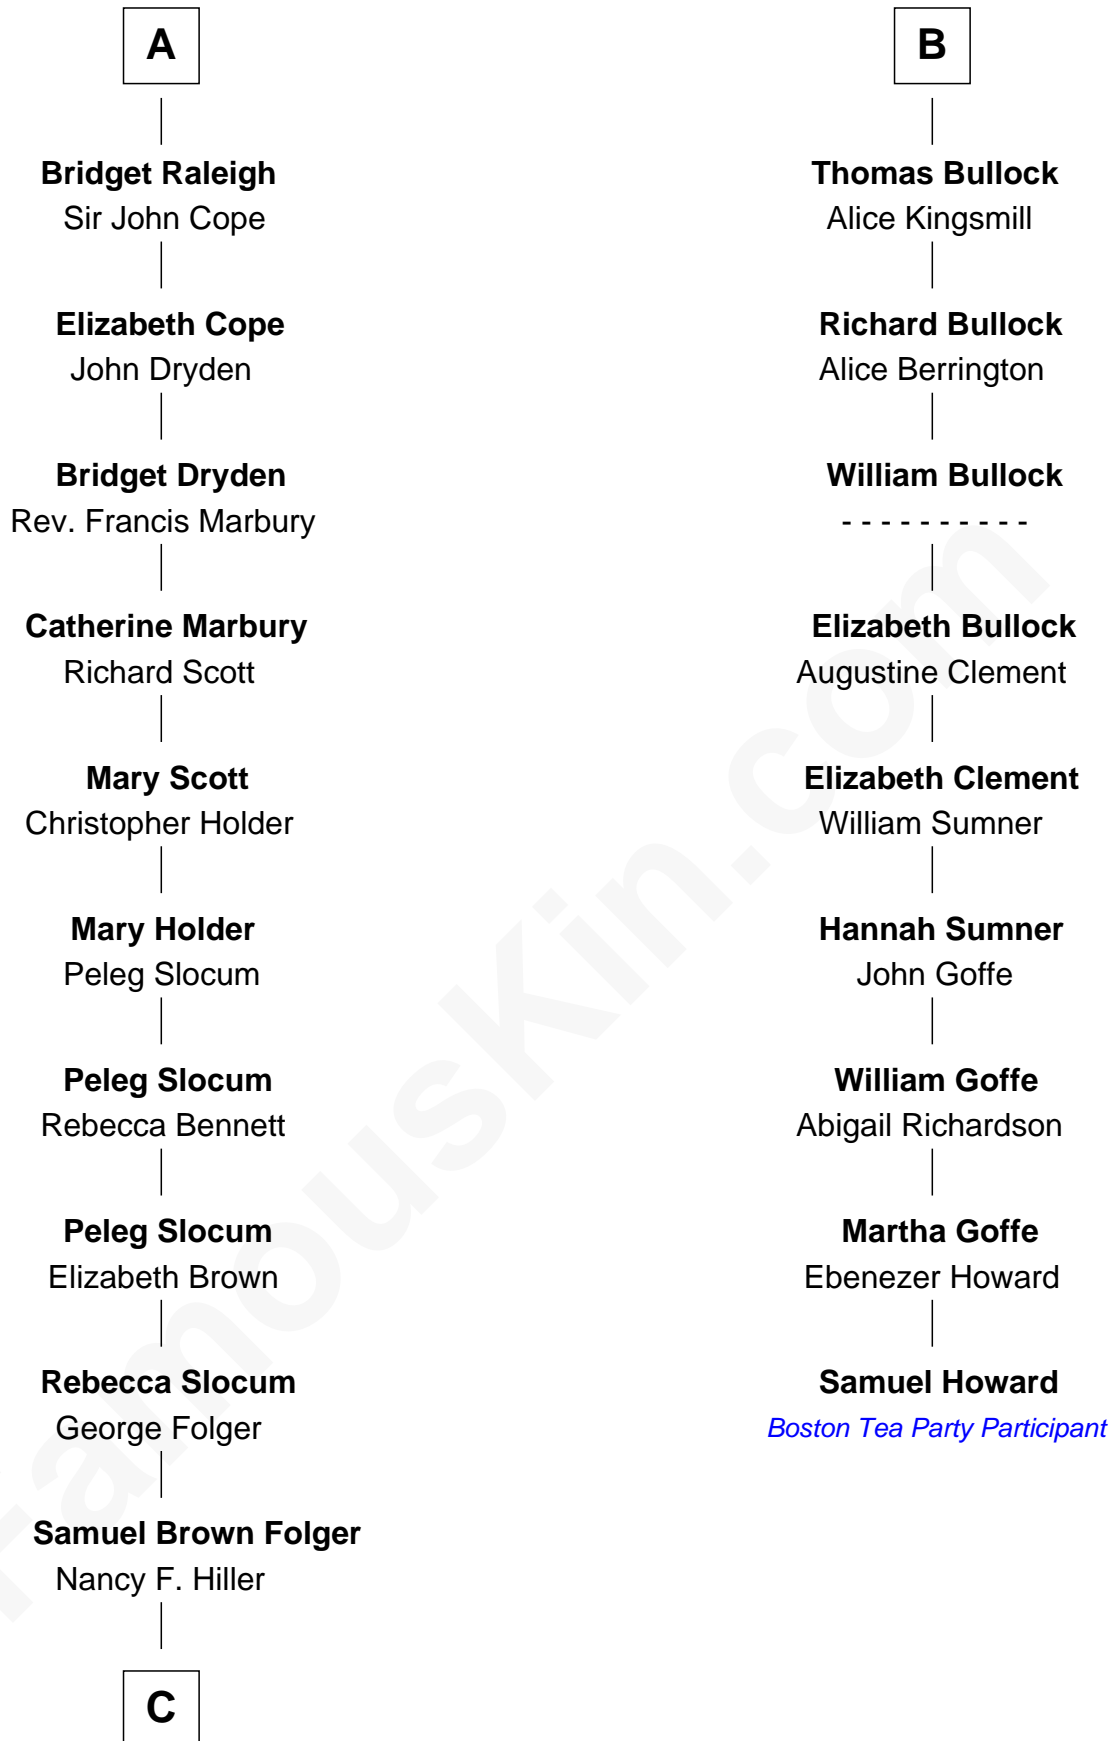 A
Bridget Raleigh
Sir John Cope
Elizabeth Cope
John Dryden
Bridget Dryden
Rev. Francis Marbury
Catherine Marbury
Richard Scott
Mary Scott
Christopher Holder
Mary Holder
Peleg Slocum
Peleg Slocum
Rebecca Bennett
Peleg Slocum
Elizabeth Brown
Rebecca Slocum
George Folger
Samuel Brown Folger
Nancy F. Hiller
C
B
Thomas Bullock
Alice Kingsmill
Richard Bullock
Alice Berrington
William Bullock
- - - - - - - - - -
Elizabeth Bullock
Augustine Clement
Elizabeth Clement
William Sumner
Hannah Sumner
John Goffe
William Goffe
Abigail Richardson
Martha Goffe
Ebenezer Howard
Samuel Howard
Boston Tea Party Participant
FamousKin.com